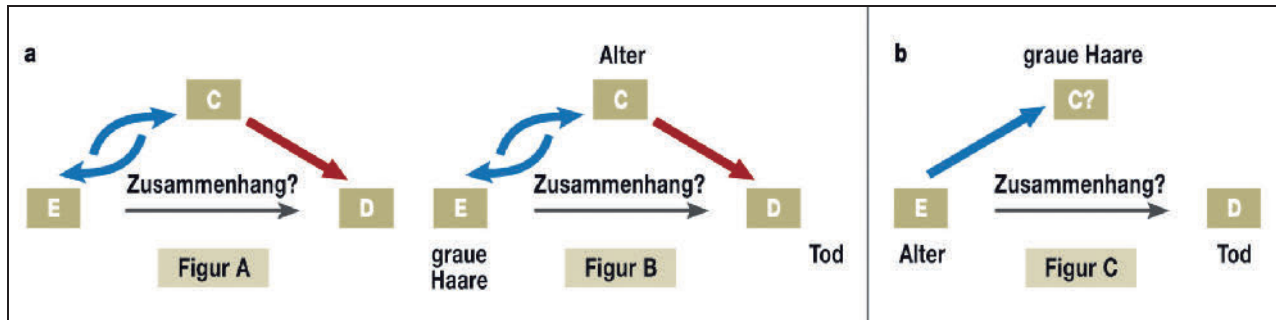 a
C
Zusammenhang?
E
D
Figur A
Alter
C
Zusammenhang?
E
D
graue
Haare
Figur B
Tod
b
graue Haare
C?
Zusammenhang?
E
D
Alter
Figur C
Tod